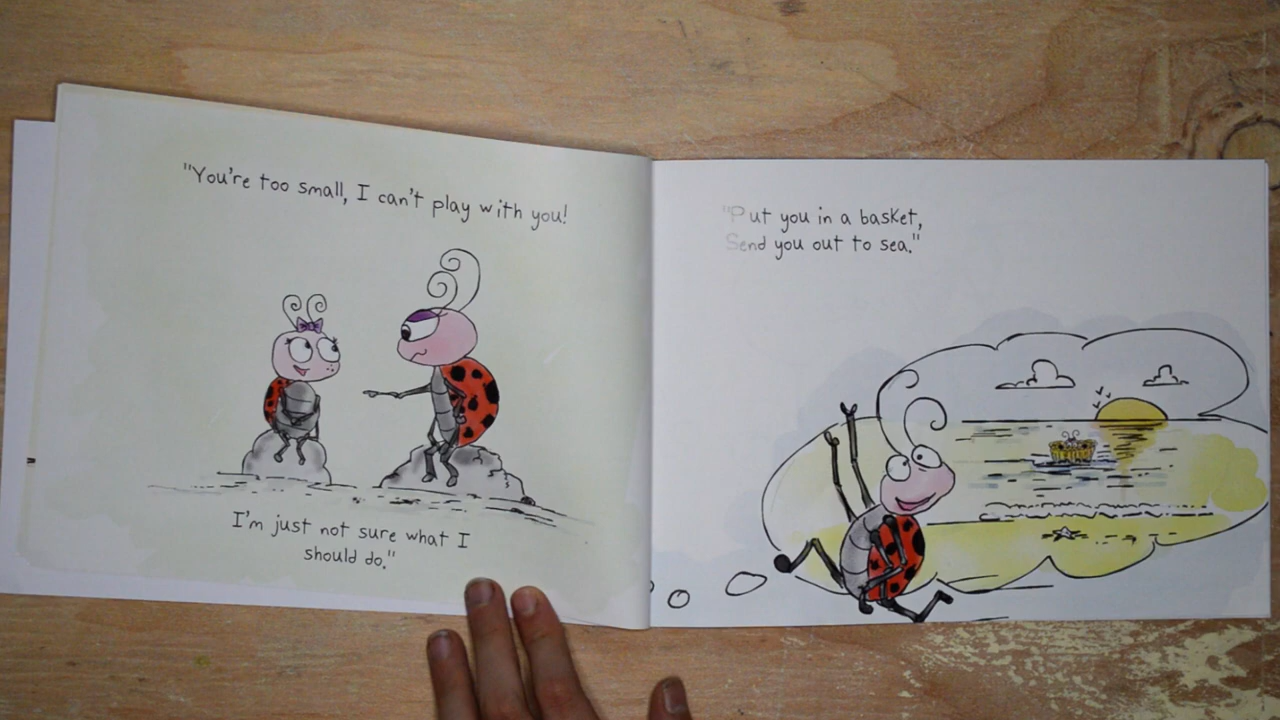 "You're too small, I can't play with you!
I'm just not sure what I
should do."
"Put you in a basket,
Send you out to sea."